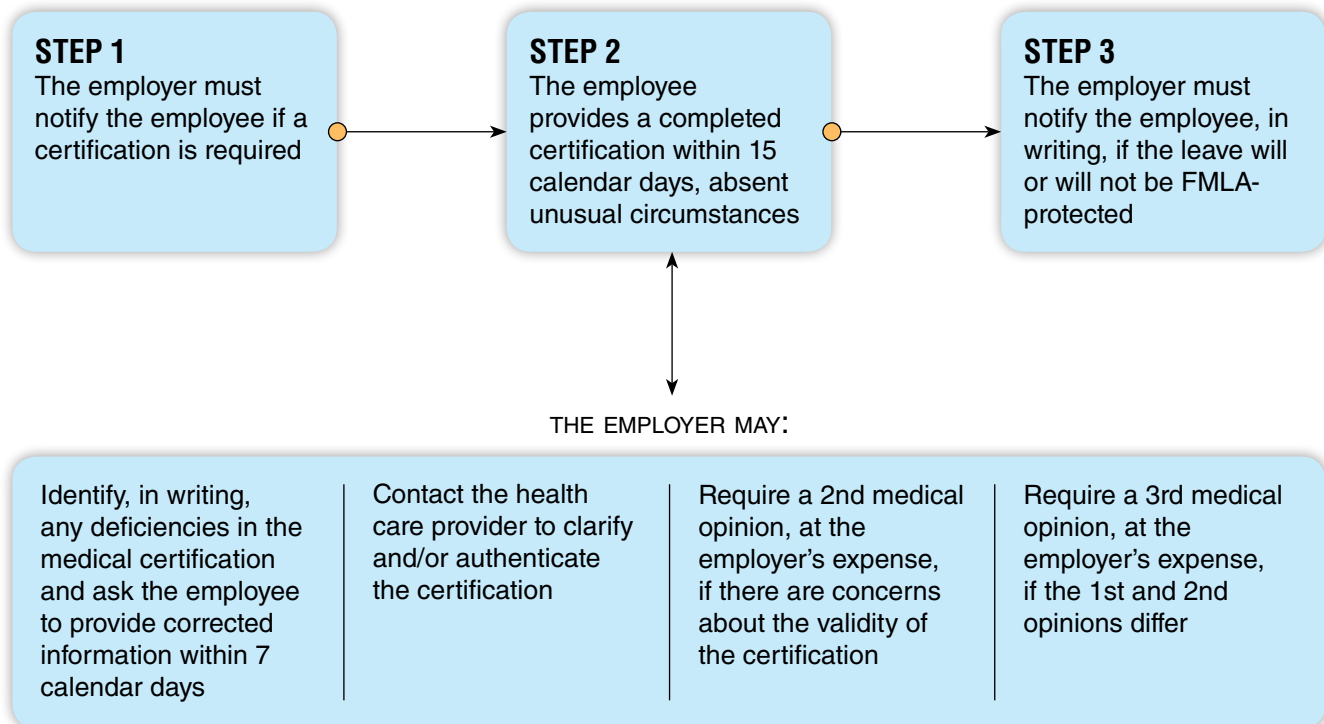 STEP 1
The employer must
notify the employee if a
certification is required
STEP 2
The employee
provides a completed
certification within 15
calendar days, absent
unusual circumstances
STEP 3
The employer must
notify the employee, in
writing, if the leave will
or will not be FMLA-
protected
THE EMPLOYER MAY:
Identify, in writing,
any deficiencies in the
medical certification
and ask the employee
to provide corrected
information within 7
calendar days
Contact the health
care provider to clarify
and/or authenticate
the certification
Require a 2nd medical
opinion, at the
employer’s expense,
if there are concerns
about the validity of
the certification
Require a 3rd medical
opinion, at the
employer’s expense,
if the 1st and 2nd
opinions differ